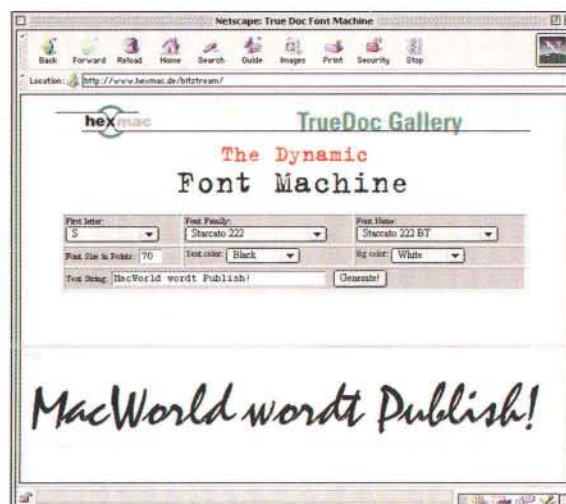 Netscape: True Doc Font Machine
Back Forward Reload Home Search Guide Images Print Security Stop
Location: http://www.hexmac.de/bitstream/
hexmac TrueDoc Gallery
The Dynamic
Font Machine
First letter: Font Family: Font Name:
S Staccato 222 Staccato 222 BT
Font Size in Points: 70 Text color: Black Bg color: White
Text String: MacWorld wordt Publish! Generate!
MacWorld wordt Publish!